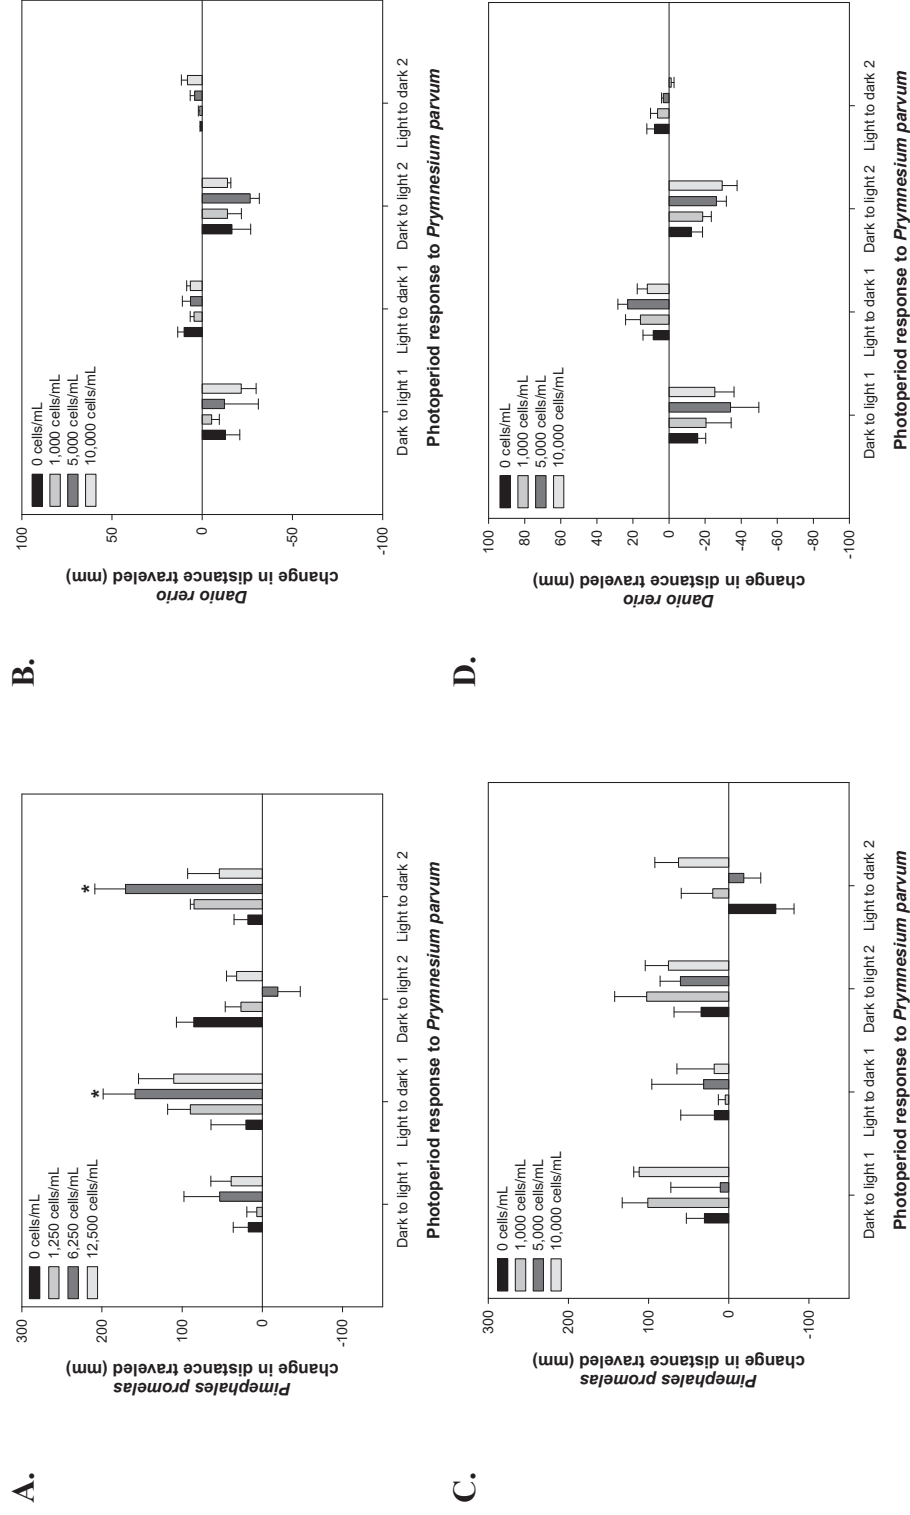 A.
Pimephales promelas
change in distance traveled (mm)
300
200
100
0
-100
0 cells/mL
1,250 cells/mL
6,250 cells/mL
12,500 cells/mL
*
*
Dark to light 1 Light to dark 1 Dark to light 2 Light to dark 2
Photoperiod response to Prymnesium parvum
B.
Danio rerio
change in distance traveled (mm)
100
50
0
-50
-100
0 cells/mL
1,000 cells/mL
5,000 cells/mL
10,000 cells/mL
Dark to light 1 Light to dark 1 Dark to light 2 Light to dark 2
Photoperiod response to Prymnesium parvum
C.
Pimephales promelas
change in distance traveled (mm)
300
200
100
0
-100
0 cells/mL
1,000 cells/mL
5,000 cells/mL
10,000 cells/mL
Dark to light 1 Light to dark 1 Dark to light 2 Light to dark 2
Photoperiod response to Prymnesium parvum
D.
Danio rerio
change in distance traveled (mm)
100
80
60
40
20
0
-20
-40
-60
-80
-100
0 cells/mL
1,000 cells/mL
5,000 cells/mL
10,000 cells/mL
Dark to light 1 Light to dark 1 Dark to light 2 Light to dark 2
Photoperiod response to Prymnesium parvum